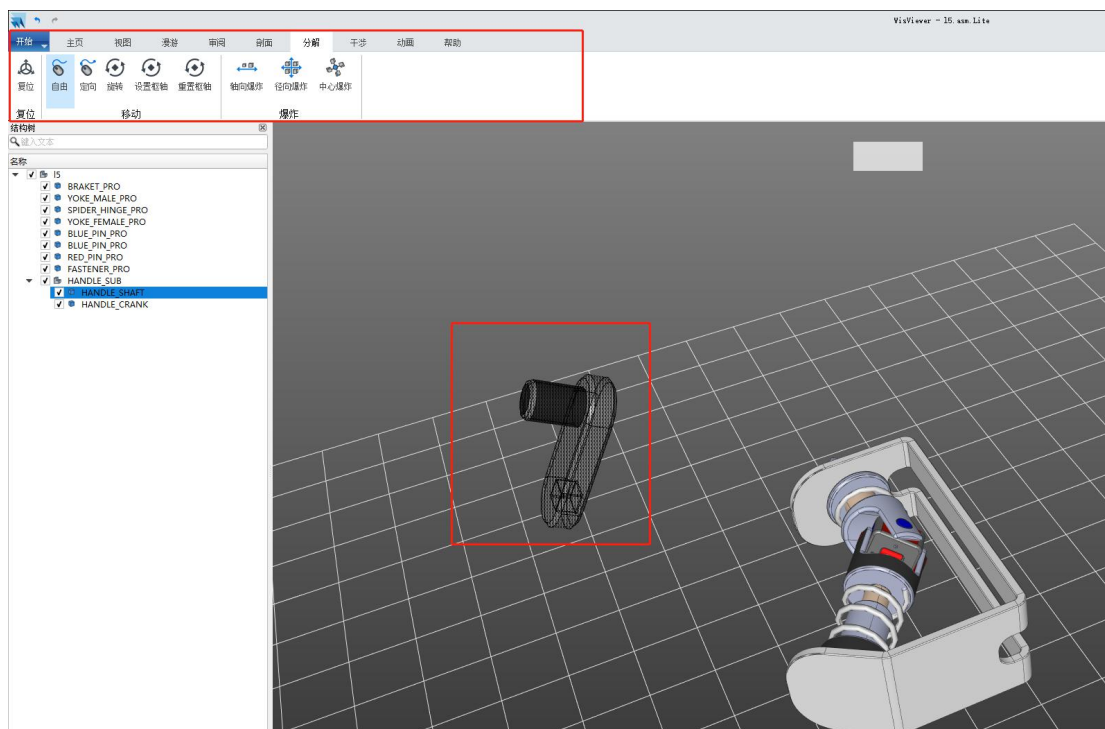 VisViewer - l5.asm.Lite
开始 主页 视图 漫游 审阅 剖面 分解 干涉 动画 帮助
复位 自由 定向 旋转 设置枢轴 重置枢轴 轴向爆炸 径向爆炸 中心爆炸
复位 移动 爆炸
结构树
键入文本
名称
l5
BRAKET_PRO
YOKE_MALE_PRO
SPIDER_HINGE_PRO
YOKE_FEMALE_PRO
BLUE_PIN_PRO
BLUE_PIN_PRO
RED_PIN_PRO
FASTENER_PRO
HANDLE_SUB
HANDLE_SHAFT
HANDLE_CRANK